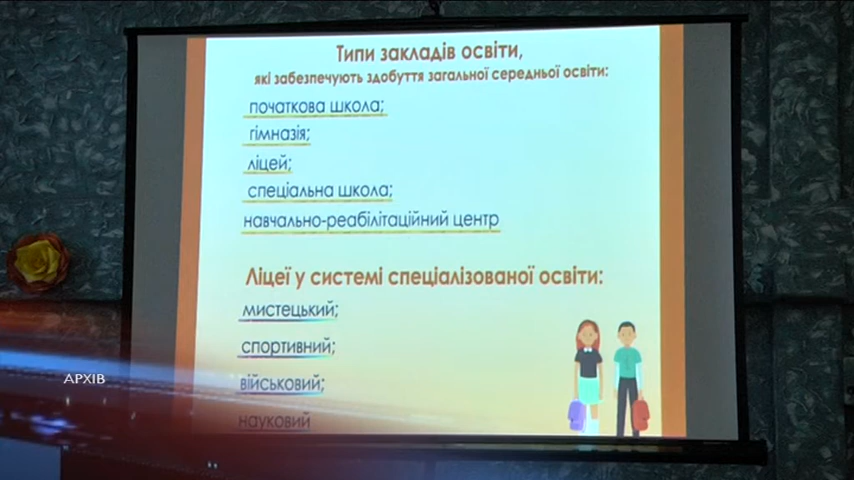 Типи закладів освіти,
які забезпечують здобуття загальної середньої освіти:
початкова школа;
гімназія;
ліцей;
спеціальна школа;
навчально-реабілітаційний центр
Ліцеї у системі спеціалізованої освіти:
мистецький;
спортивний;
військовий;
науковий
АРХІВ